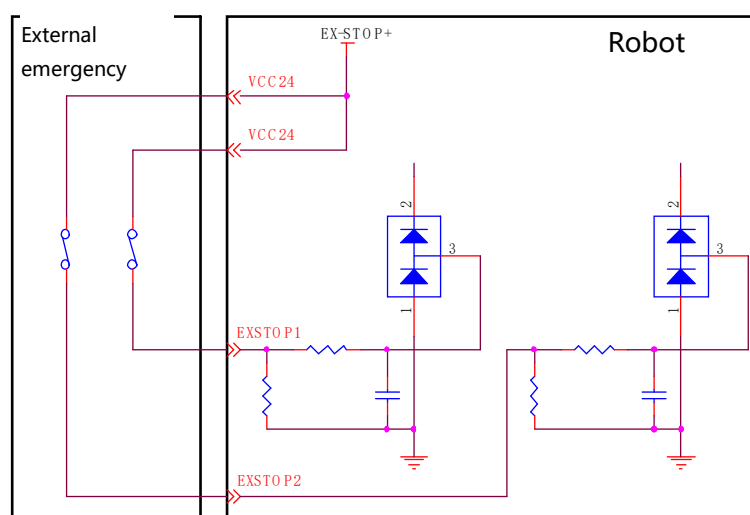 External
emergency
EX-STOP+
Robot
VCC24
VCC24
2
3
1
2
3
1
EXSTOP1
EXSTOP2